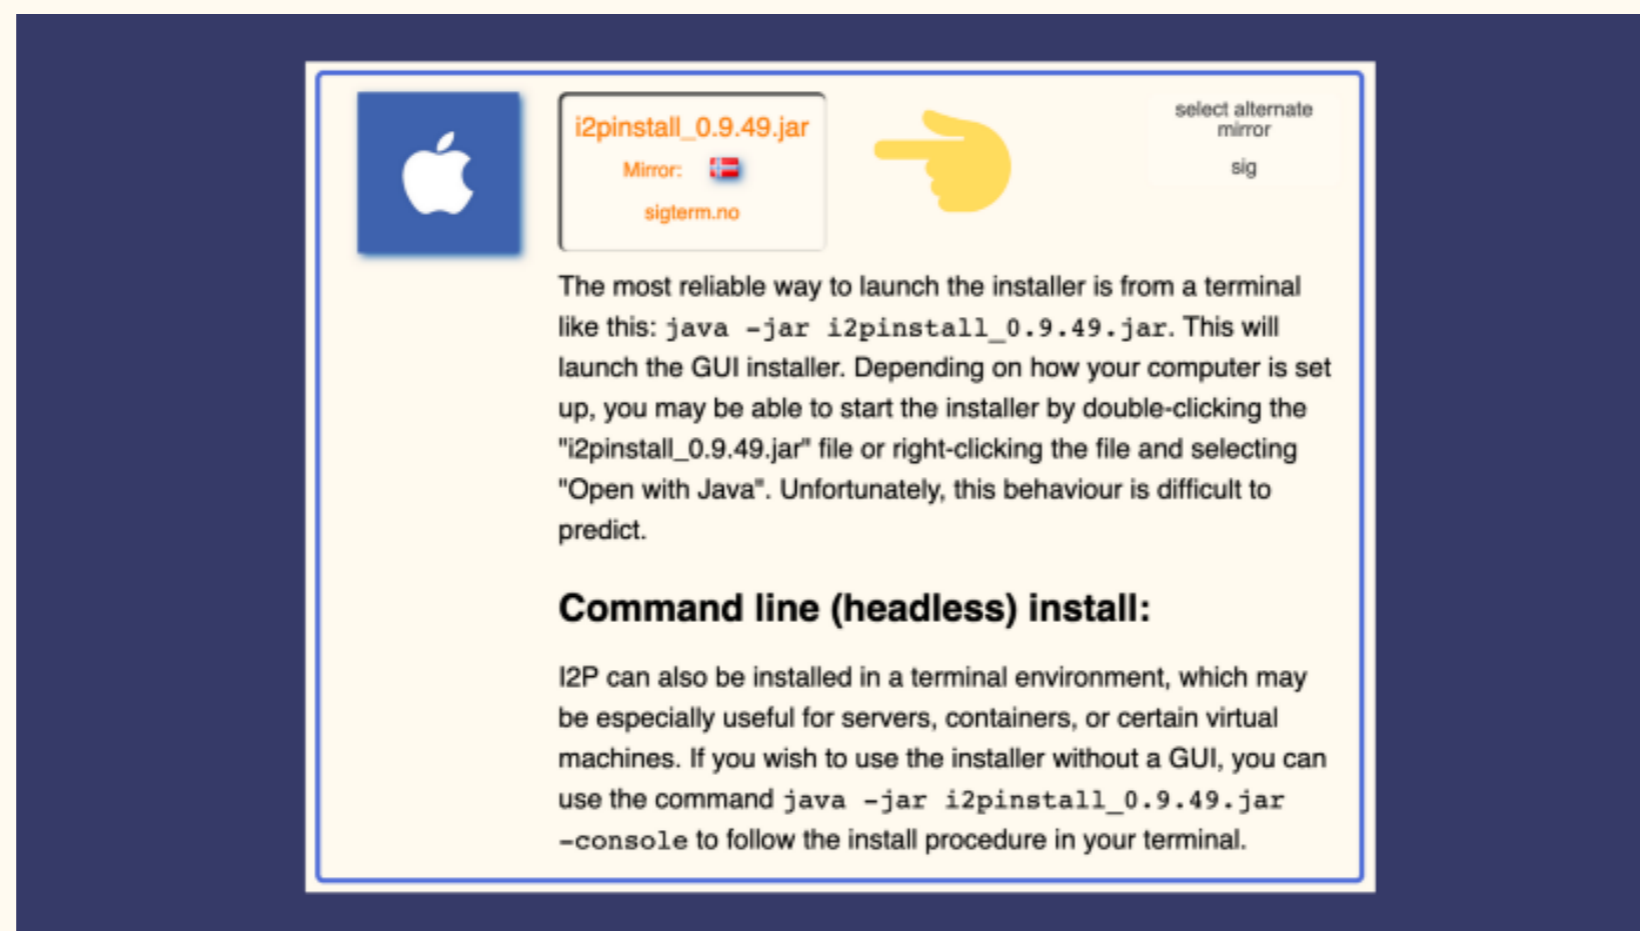 i2pinstall_0.9.49.jar
Mirror:
sigterm.no
select alternate
mirror
sig
The most reliable way to launch the installer is from a terminal
like this: java -jar i2pinstall_0.9.49.jar. This will
launch the GUI installer. Depending on how your computer is set
up, you may be able to start the installer by double-clicking the
"i2pinstall_0.9.49.jar" file or right-clicking the file and selecting
"Open with Java". Unfortunately, this behaviour is difficult to
predict.
Command line (headless) install:
I2P can also be installed in a terminal environment, which may
be especially useful for servers, containers, or certain virtual
machines. If you wish to use the installer without a GUI, you can
use the command java -jar i2pinstall_0.9.49.jar
-console to follow the install procedure in your terminal.